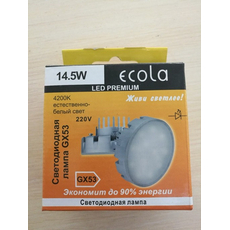 14.5W
ecola
LED PREMIUM
Живи светлее!
4200K
естественно-
белый свет
220V
Светодиодная
лампа GX53
GX53
Экономит до 90% энергии
Светодиодная лампа